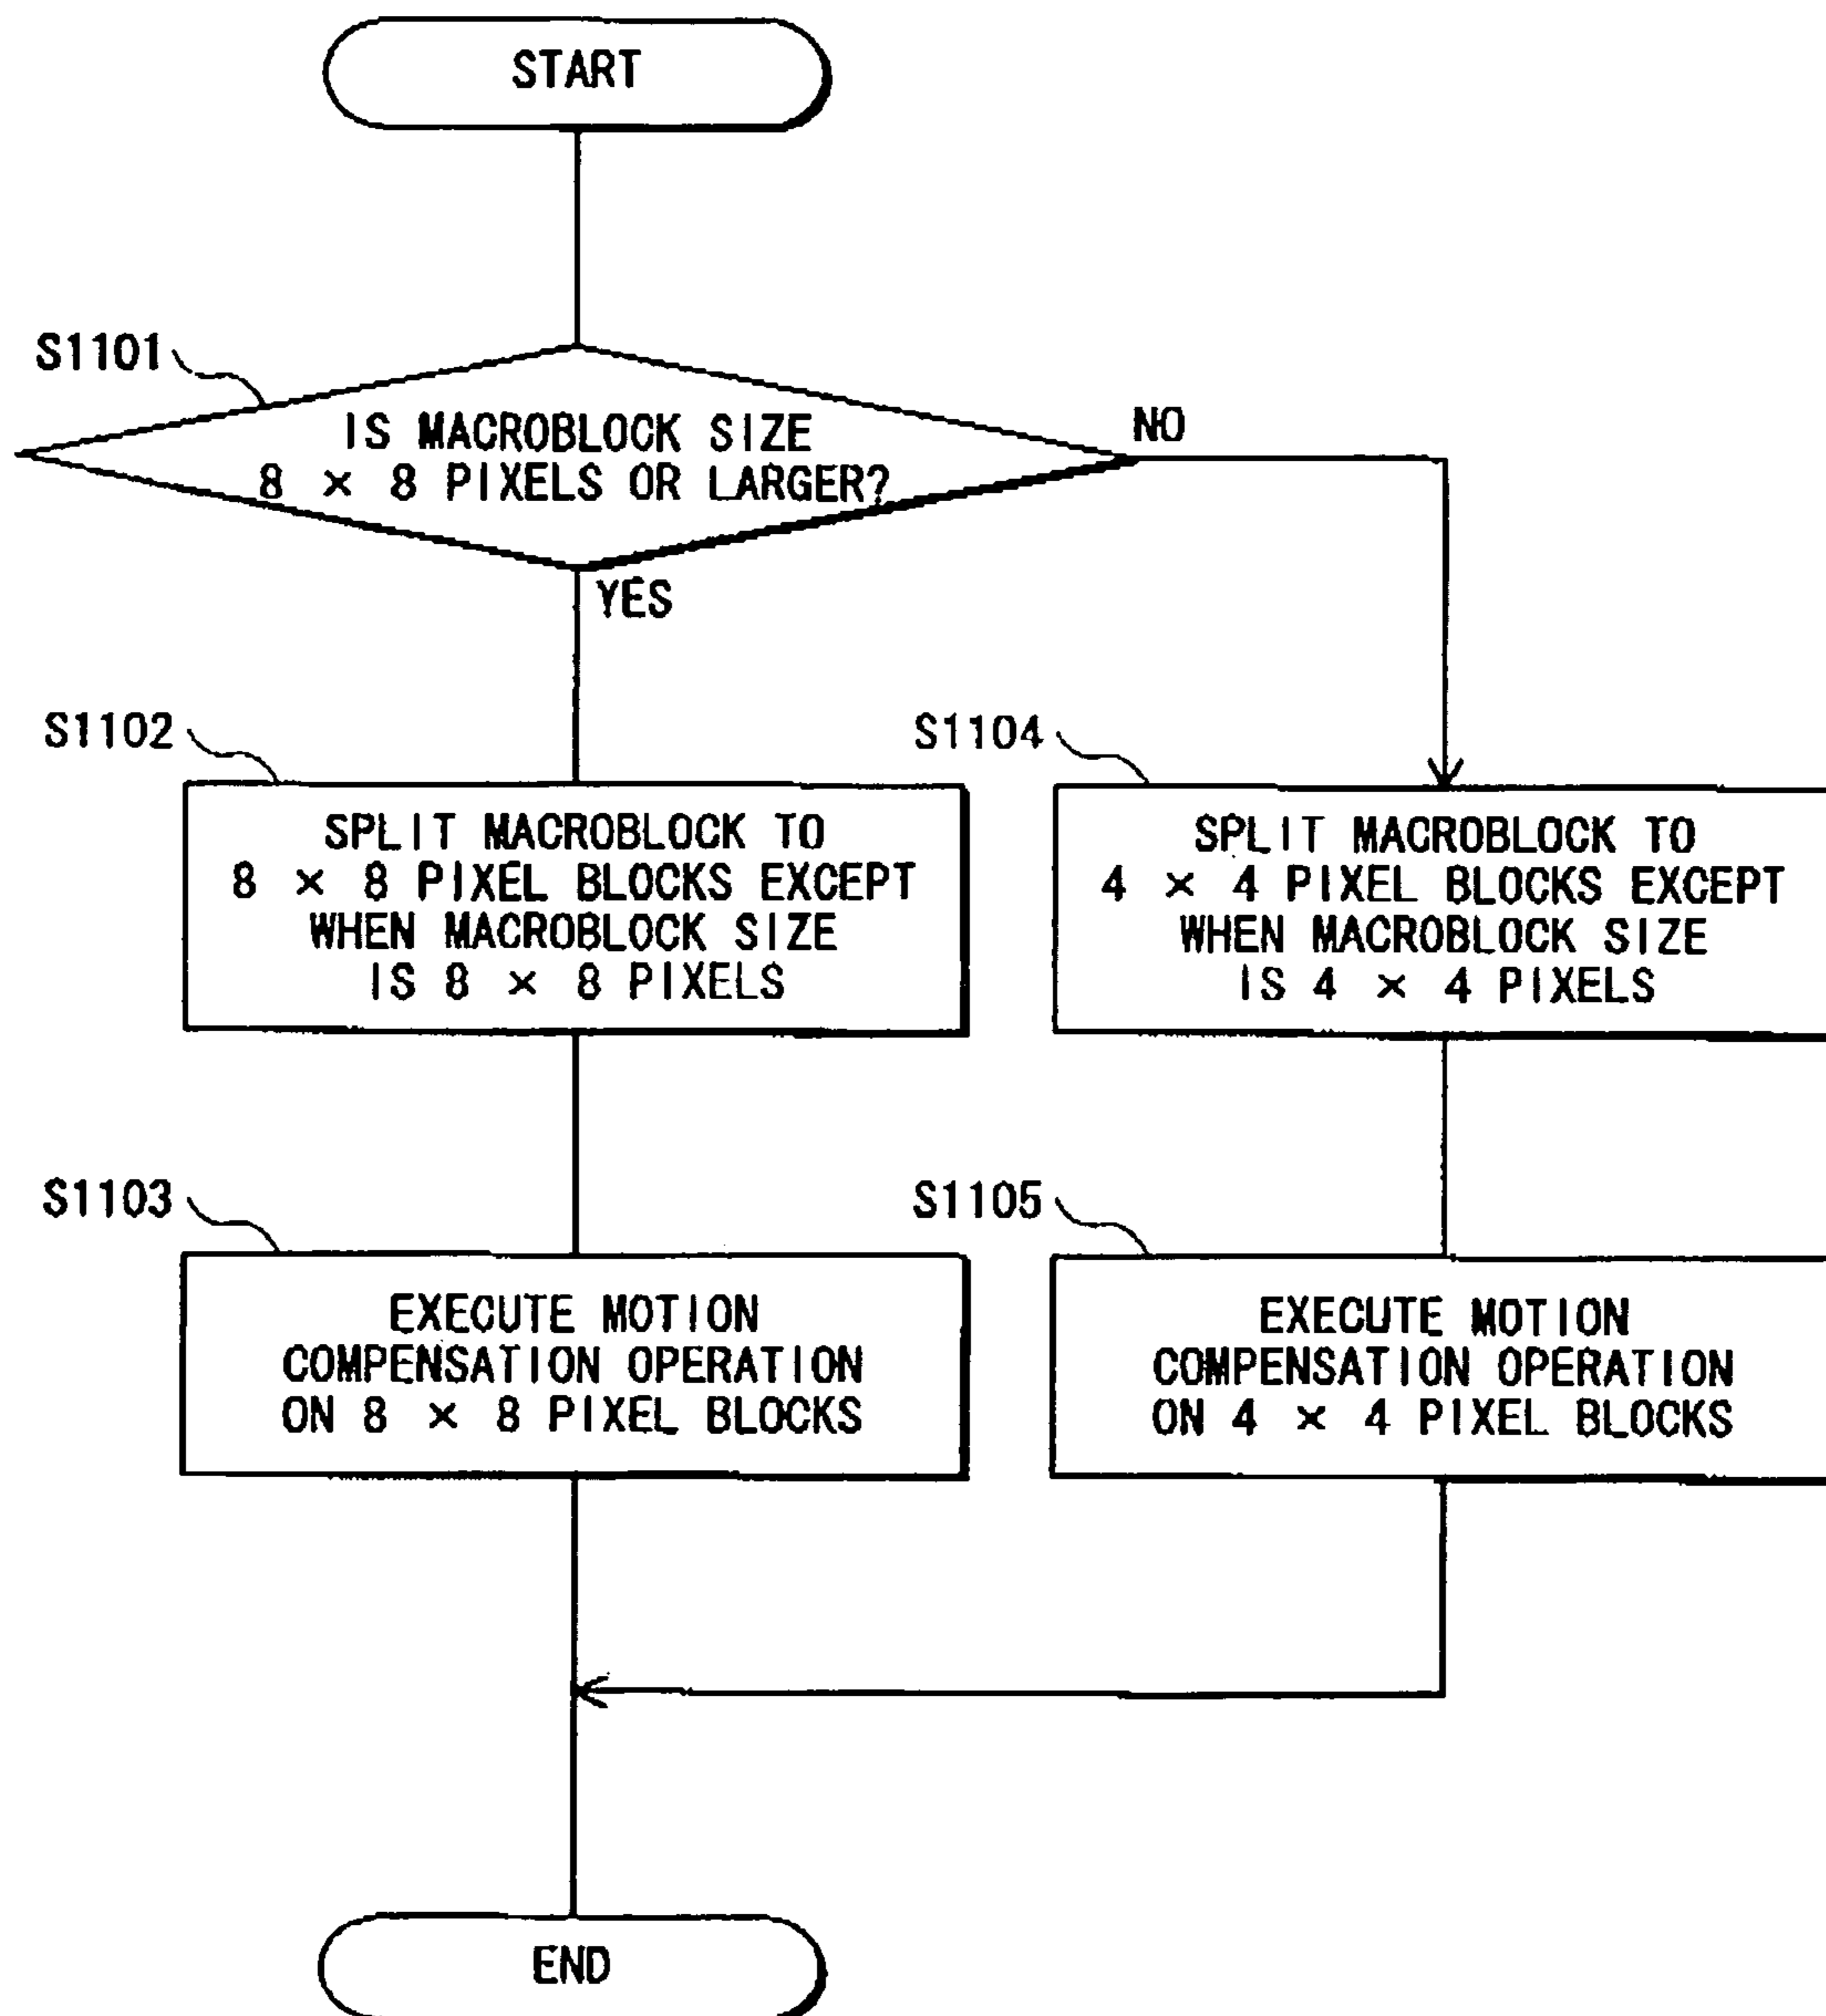 START
S1101
IS MACROBLOCK SIZE
8 × 8 PIXELS OR LARGER?
NO
YES
S1102
SPLIT MACROBLOCK TO
8 × 8 PIXEL BLOCKS EXCEPT
WHEN MACROBLOCK SIZE
IS 8 × 8 PIXELS
S1104
SPLIT MACROBLOCK TO
4 × 4 PIXEL BLOCKS EXCEPT
WHEN MACROBLOCK SIZE
IS 4 × 4 PIXELS
S1103
EXECUTE MOTION
COMPENSATION OPERATION
ON 8 × 8 PIXEL BLOCKS
S1105
EXECUTE MOTION
COMPENSATION OPERATION
ON 4 × 4 PIXEL BLOCKS
END